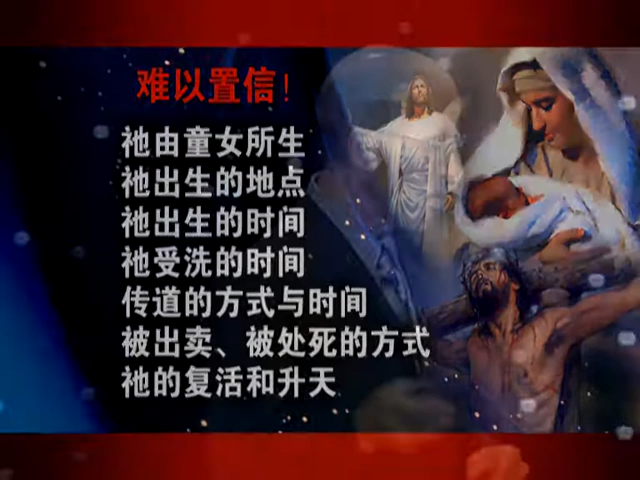 难以置信！
祂由童女所生
祂出生的地点
祂出生的时间
祂受洗的时间
传道的方式与时间
被出卖、被处死的方式
祂的复活和升天